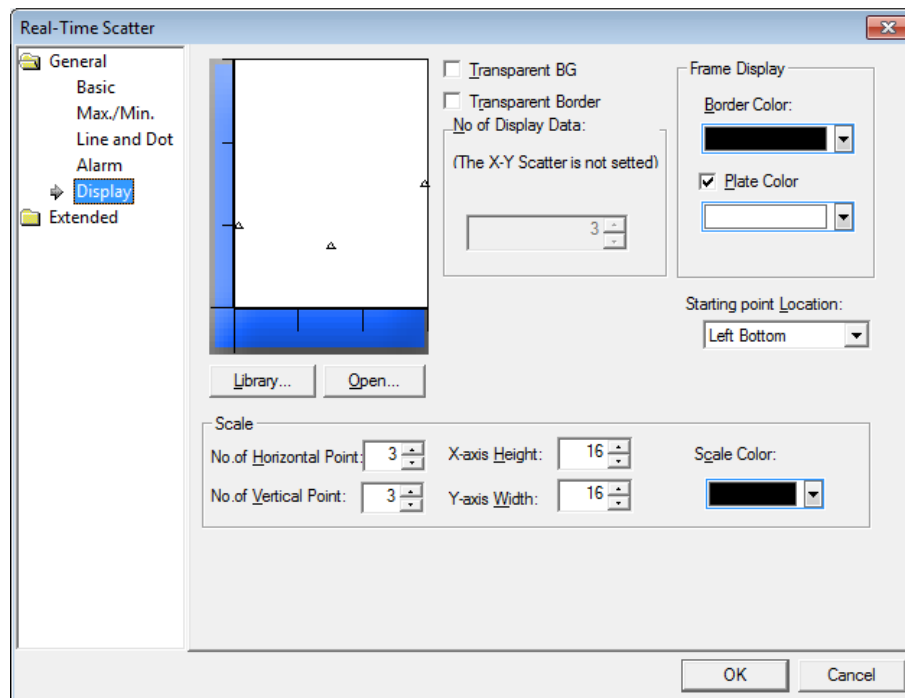 Real-Time Scatter
General
Basic
Max./Min.
Line and Dot
Alarm
Display
Extended
Transparent BG
Transparent Border
No of Display Data:
(The X-Y Scatter is not setted)
3
Frame Display
Border Color:
Plate Color
Starting point Location:
Left Bottom
Library... Open...
Scale
No.of Horizontal Point: 3 X-axis Height: 16 Scale Color:
No.of Vertical Point: 3 Y-axis Width: 16
OK Cancel